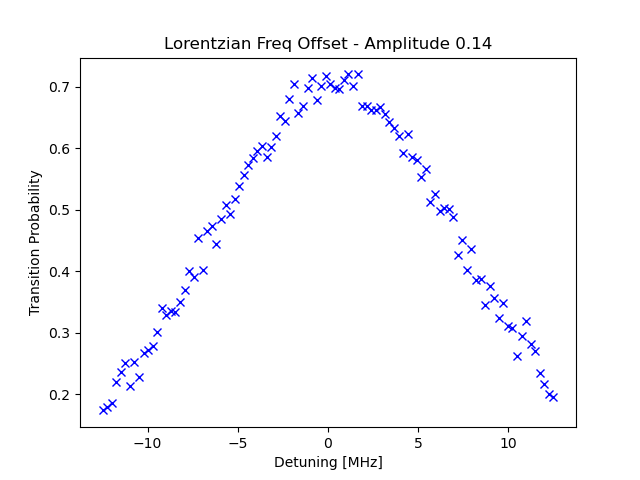 Lorentzian Freq Offset - Amplitude 0.14
Transition Probability
0.7
0.6
0.5
0.4
0.3
0.2
−10 −5 0 5 10
Detuning [MHz]